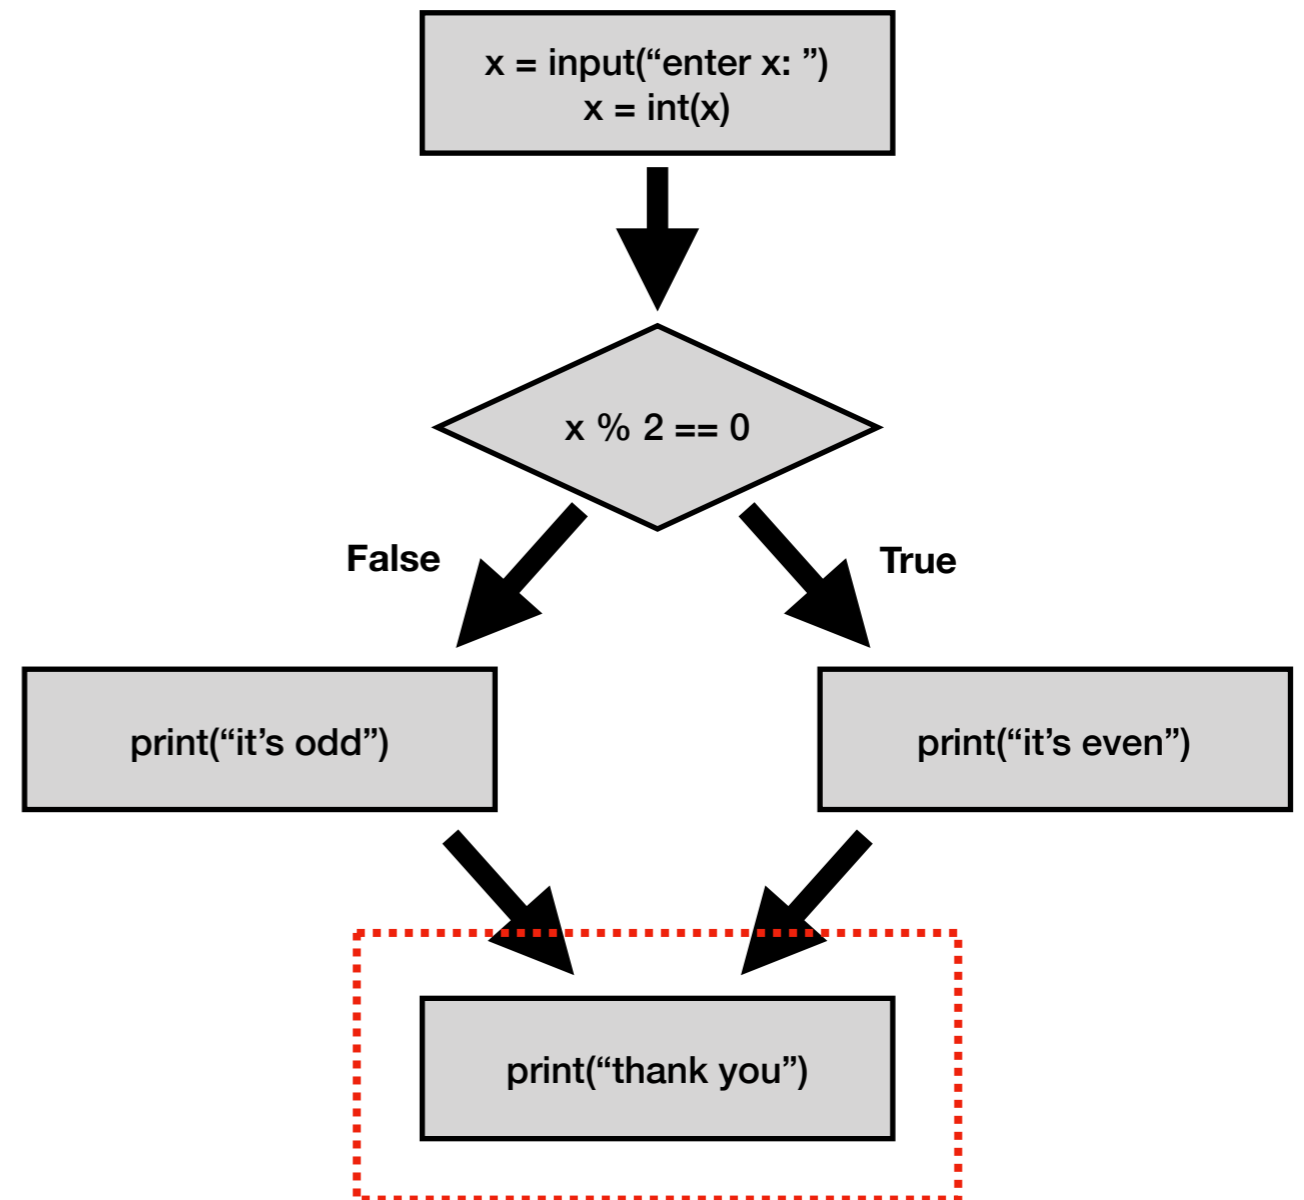 x = input(“enter x: ”)
x = int(x)
x % 2 == 0
False
True
print(“it’s odd”)
print(“it’s even”)
print(“thank you”)